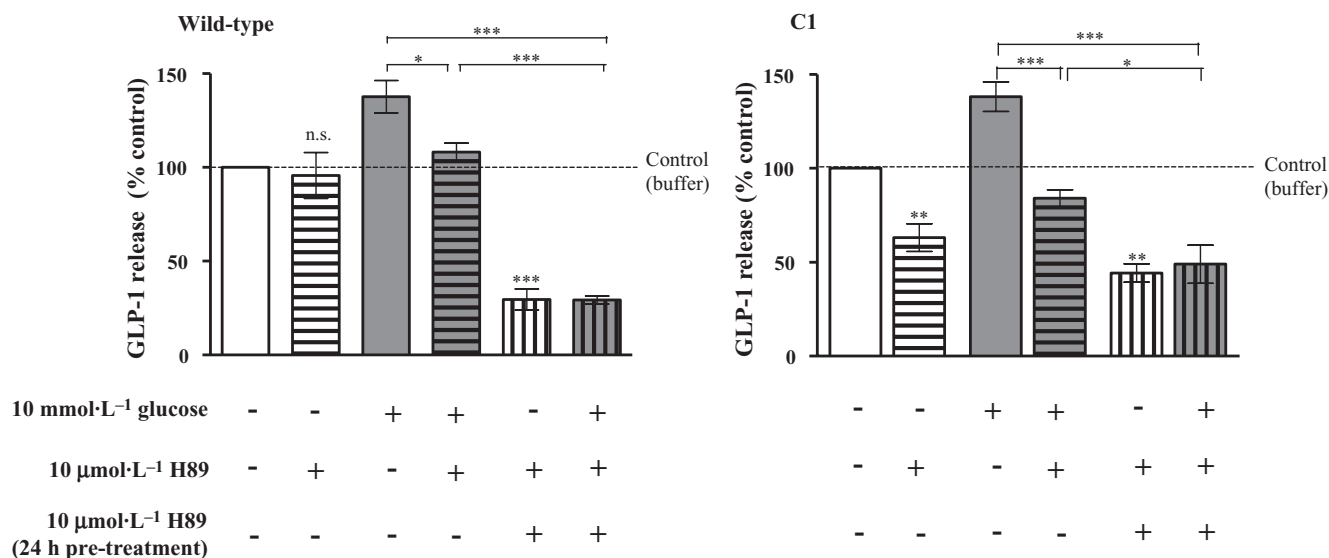 Wild-type
***
*
***
150
100
50
0
GLP-1 release (% control)
n.s.
***
Control
(buffer)
C1
***
***
*
150
100
50
0
GLP-1 release (% control)
**
**
Control
(buffer)
10 mmol·L⁻¹ glucose - - + + - + - - + + - +
10 μmol·L⁻¹ H89 - + - + + + - + - + + +
10 μmol·L⁻¹ H89
(24 h pre-treatment) - - - - + + - - - - + +